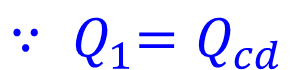 ∵ Q₁= Q_cd